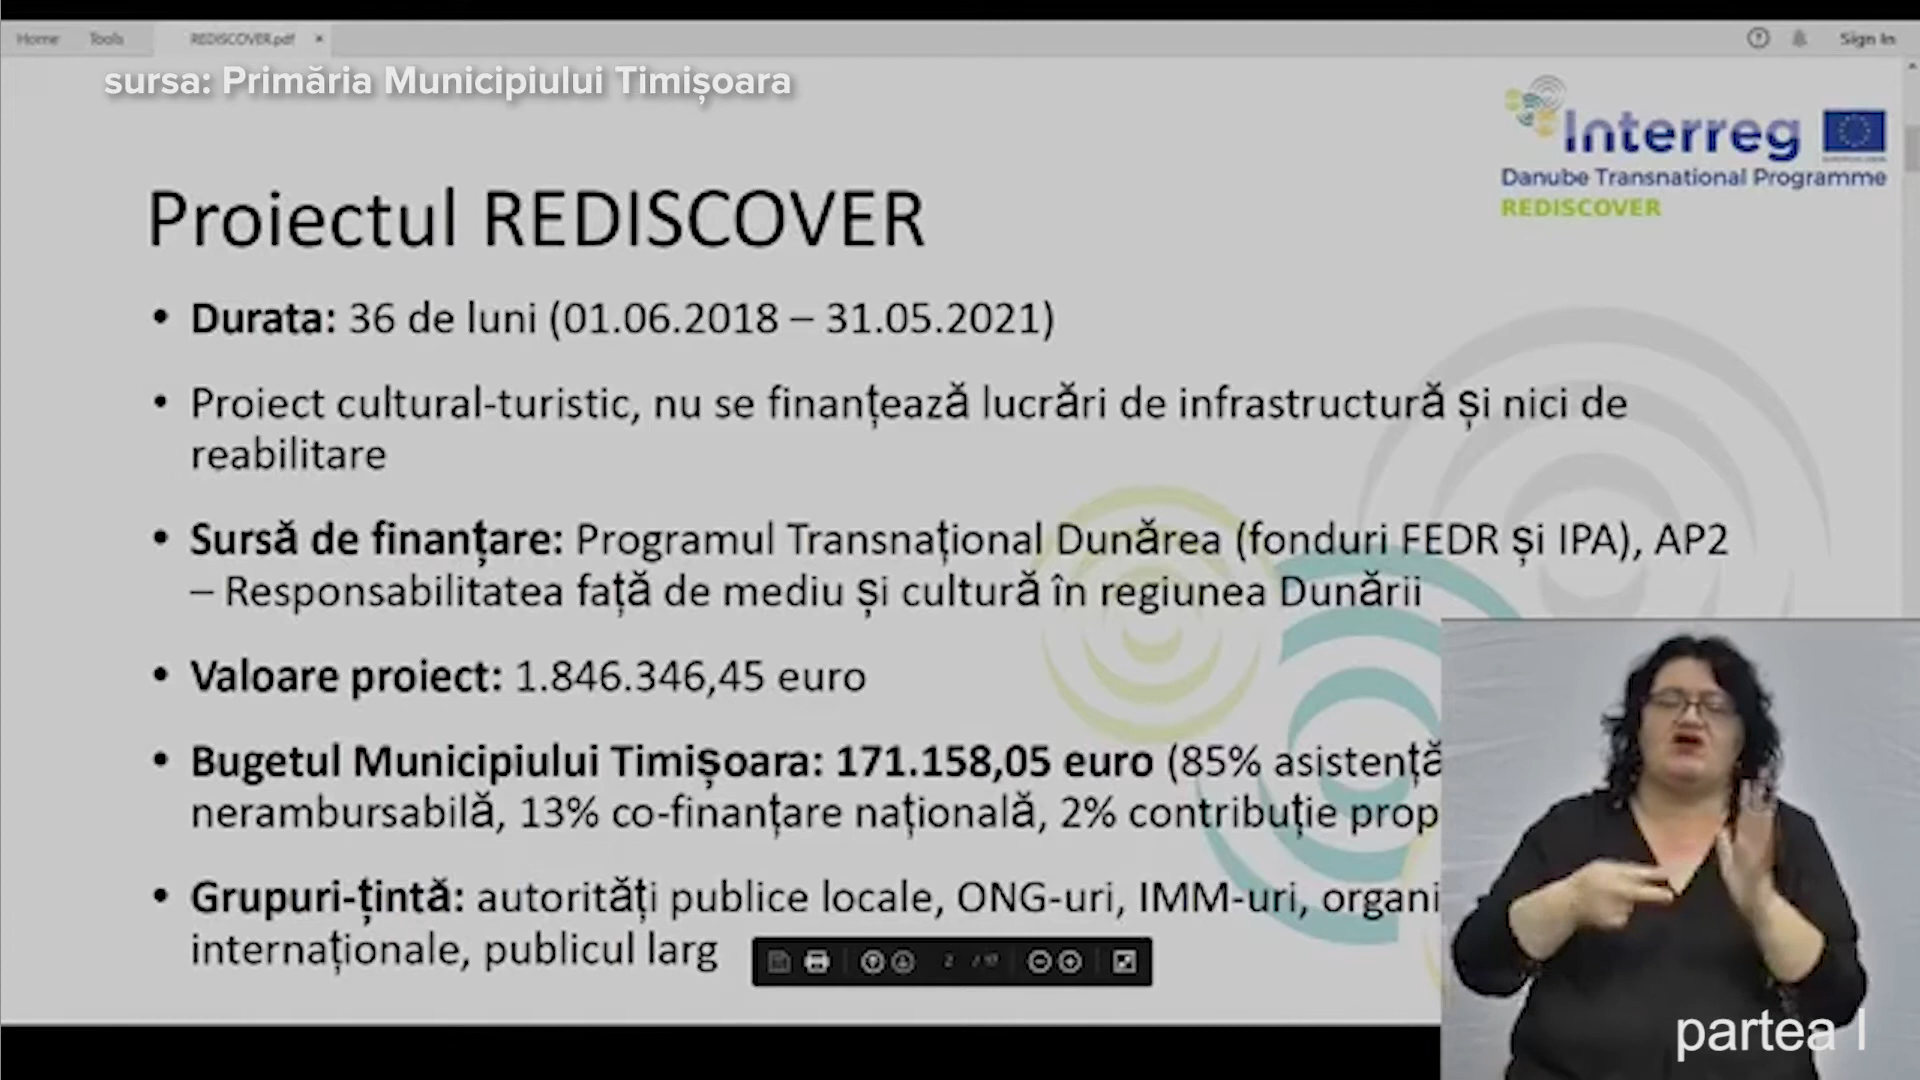 Home Tools REDISCOVER.pdf × Sign In
sursa: Primăria Municipiului Timișoara
Interreg
Danube Transnational Programme
REDISCOVER
Proiectul REDISCOVER
• Durata: 36 de luni (01.06.2018 – 31.05.2021)
• Proiect cultural-turistic, nu se finanțează lucrări de infrastructură și nici de
reabilitare
• Sursă de finanțare: Programul Transnațional Dunărea (fonduri FEDR și IPA), AP2
– Responsabilitatea față de mediu și cultură în regiunea Dunării
• Valoare proiect: 1.846.346,45 euro
• Bugetul Municipiului Timișoara: 171.158,05 euro (85% asistență
nerambursabilă, 13% co-finanțare națională, 2% contribuție prop
• Grupuri-țintă: autorități publice locale, ONG-uri, IMM-uri, organi
internaționale, publicul larg
partea I